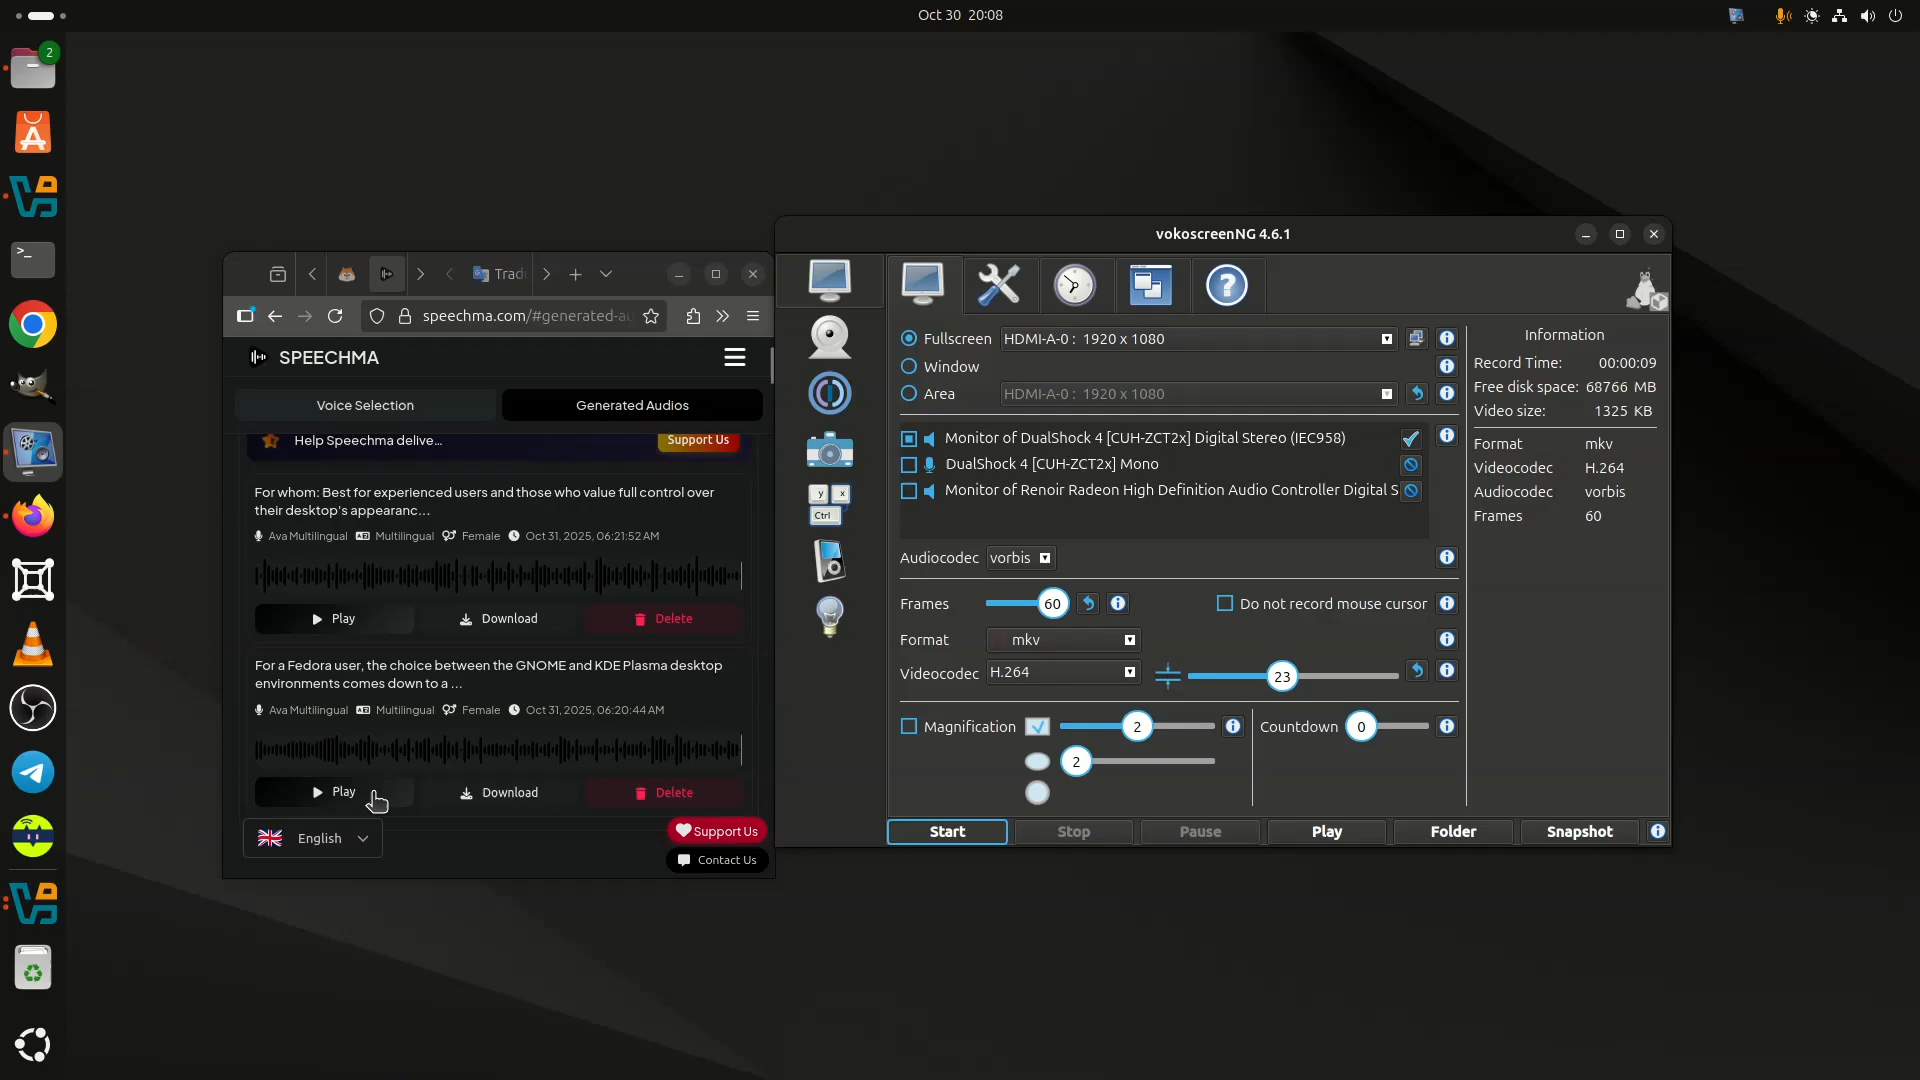 Oct 30 20:08
2
Trad
speechma.com/#generated-au
SPEECHMA
Voice Selection
Generated Audios
Help Speechma delive...
Support Us
For whom: Best for experienced users and those who value full control over
their desktop's appearanc...
Ava Multilingual Multilingual Female Oct 31, 2025, 06:21:52 AM
Play
Download
Delete
For a Fedora user, the choice between the GNOME and KDE Plasma desktop
environments comes down to a ...
Ava Multilingual Multilingual Female Oct 31, 2025, 06:20:44 AM
Play
Download
Delete
English
Support Us
Contact Us
vokoscreenNG 4.6.1
y x
Ctrl
Fullscreen HDMI-A-0 : 1920 x 1080
Window
Area HDMI-A-0 : 1920 x 1080
Monitor of DualShock 4 [CUH-ZCT2x] Digital Stereo (IEC958)
DualShock 4 [CUH-ZCT2x] Mono
Monitor of Renoir Radeon High Definition Audio Controller Digital S
Audiocodec vorbis
Frames 60
Do not record mouse cursor
Format mkv
Videocodec H.264
23
Magnification 2
2
Countdown 0
Information
Record Time: 00:00:09
Free disk space: 68766 MB
Video size: 1325 KB
Format mkv
Videocodec H.264
Audiocodec vorbis
Frames 60
Start
Stop
Pause
Play
Folder
Snapshot